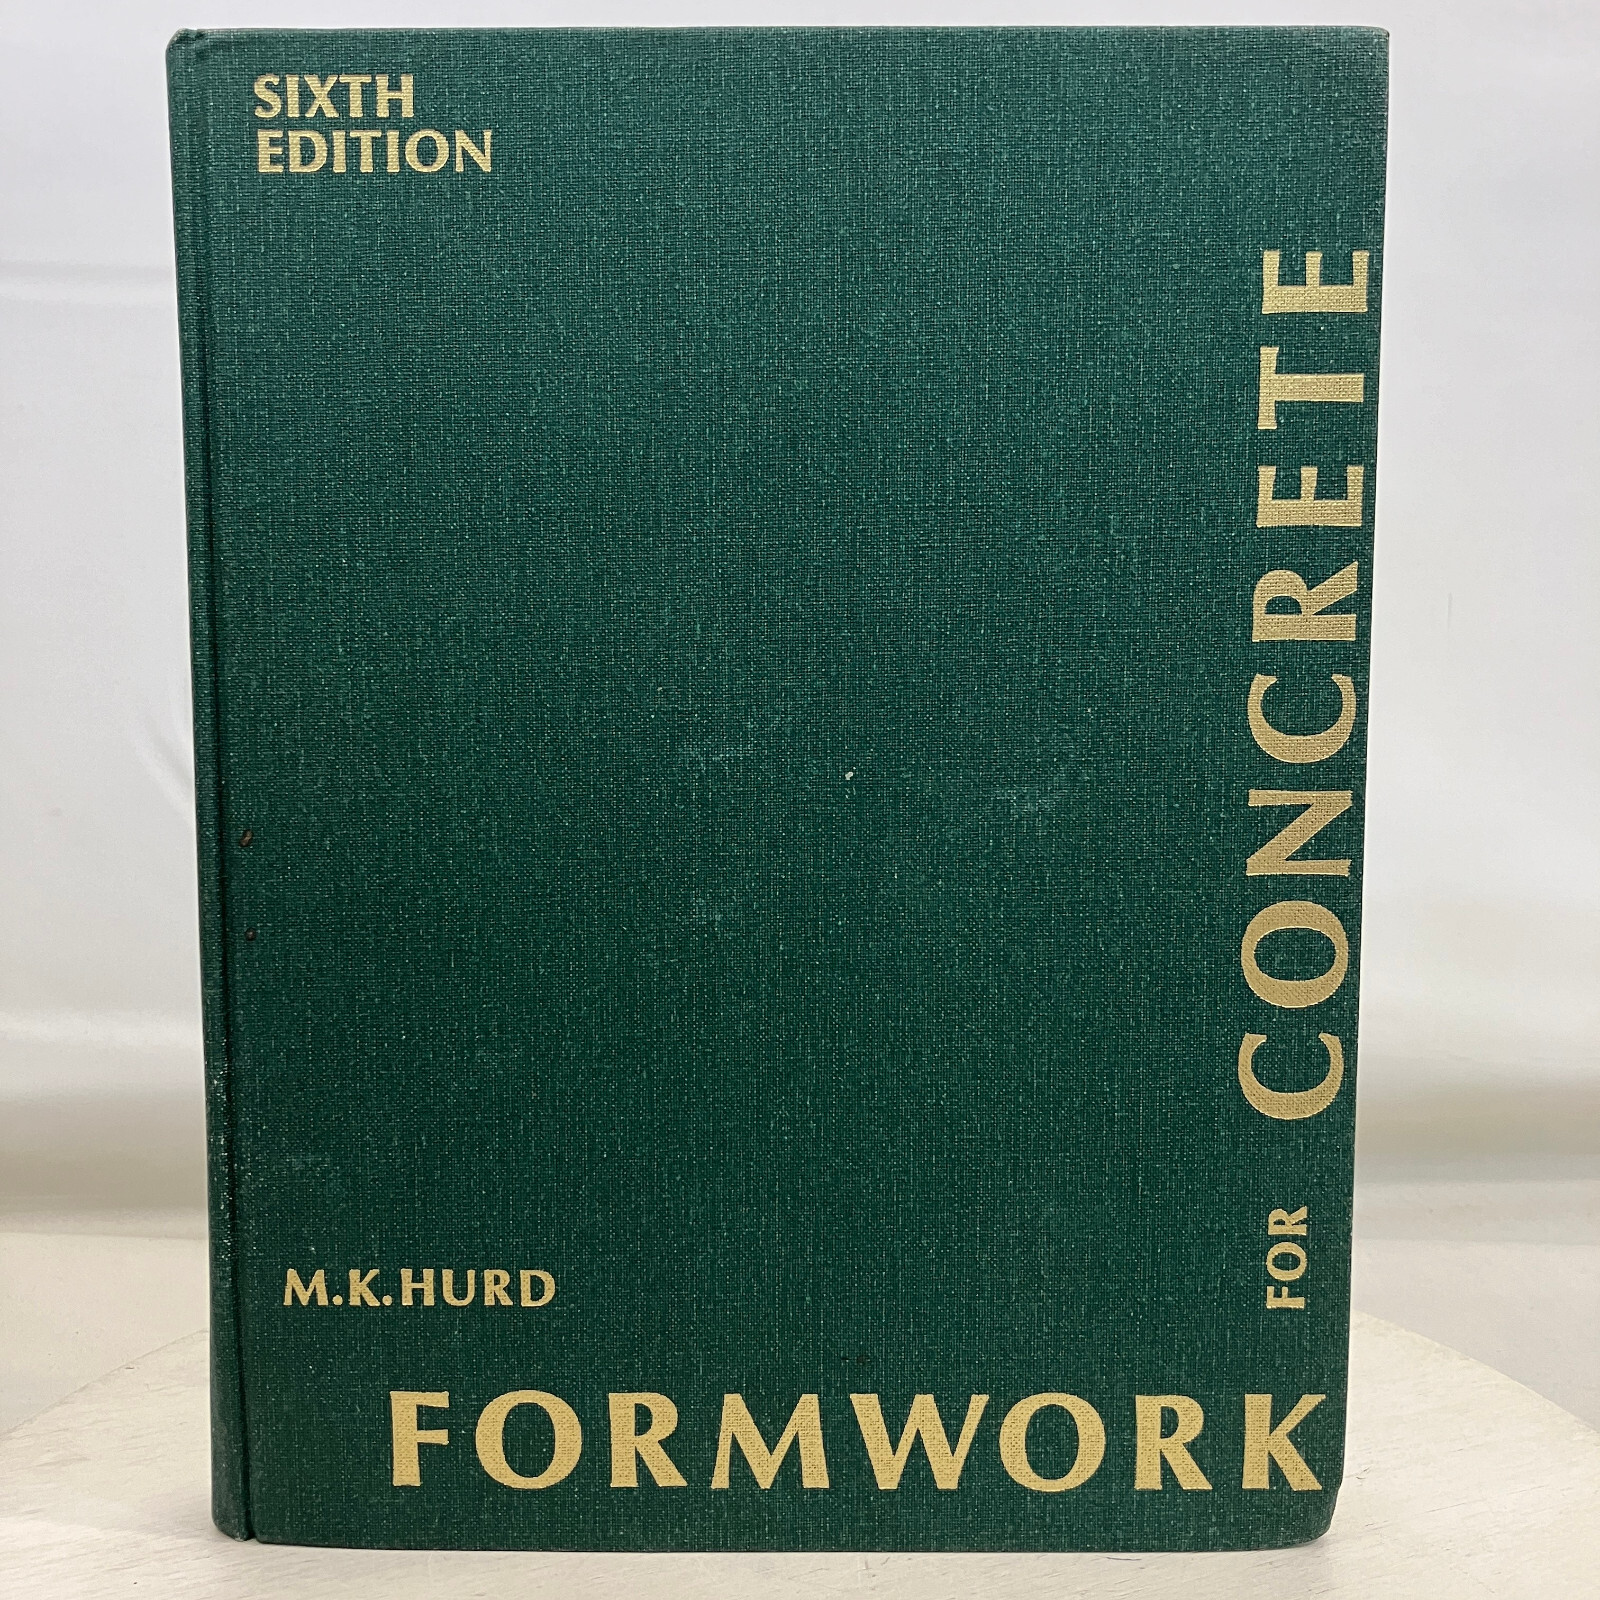 SIXTH
EDITION
M.K.HURD
FORMWORK
FOR
CONCRETE